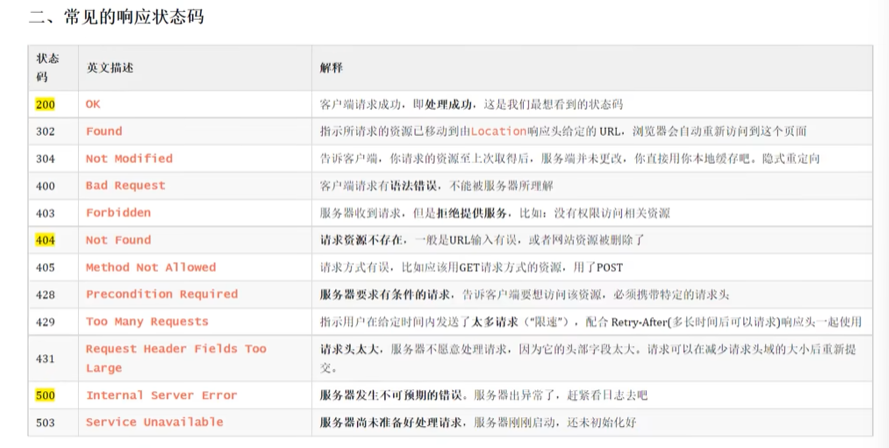 二、常见的响应状态码
状态
码
英文描述
解释
200 OK 客户端请求成功，即处理成功，这是我们最想看到的状态码
302 Found 指示所请求的资源已移动到由Location响应头给定的 URL，浏览器会自动重新访问到这个页面
304 Not Modified 告诉客户端，你请求的资源至上次取得后，服务端并未更改，你直接用你本地缓存吧。隐式重定向
400 Bad Request 客户端请求有语法错误，不能被服务器所理解
403 Forbidden 服务器收到请求，但是拒绝提供服务，比如：没有权限访问相关资源
404 Not Found 请求资源不存在，一般是URL输入有误，或者网站资源被删除了
405 Method Not Allowed 请求方式有误，比如应该用GET请求方式的资源，用了POST
428 Precondition Required 服务器要求有条件的请求，告诉客户端要想访问该资源，必须携带特定的请求头
429 Too Many Requests 指示用户在给定时间内发送了太多请求（“限速”），配合 Retry-After(多长时间后可以请求)响应头一起使用
431 Request Header Fields Too
Large
请求头太大，服务器不愿意处理请求，因为它的头部字段太大。请求可以在减少请求头域的大小后重新提
交。
500 Internal Server Error 服务器发生不可预期的错误。服务器出异常了，赶紧看日志去吧
503 Service Unavailable 服务器尚未准备好处理请求，服务器刚刚启动，还未初始化好